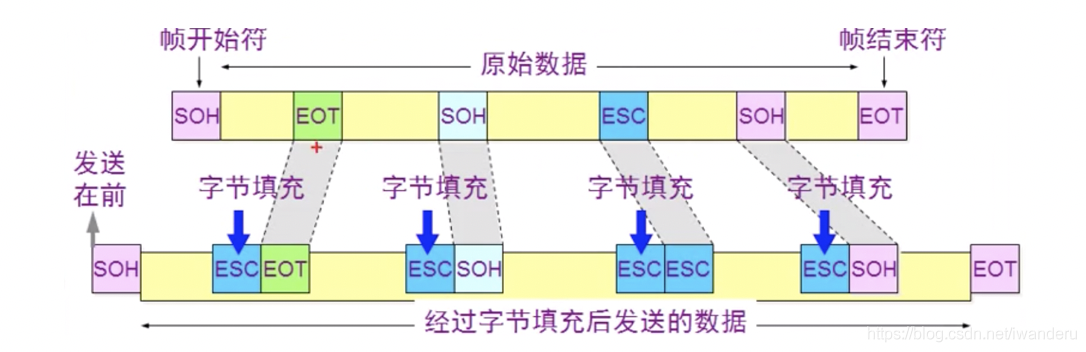 帧开始符
帧结束符
原始数据
SOH EOT SOH ESC SOH EOT
发送
在前
字节填充 字节填充 字节填充 字节填充
SOH ESC EOT ESC SOH ESC ESC ESC SOH EOT
经过字节填充后发送的数据
https://blog.csdn.net/iwanderu